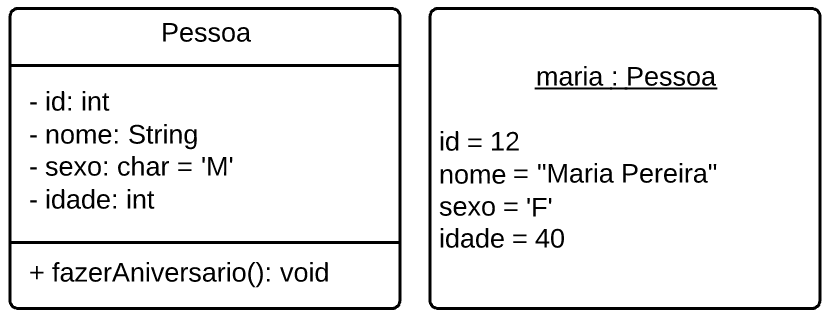 Pessoa
- id: int
- nome: String
- sexo: char = 'M'
- idade: int
+ fazerAniversario(): void
maria : Pessoa
id = 12
nome = "Maria Pereira"
sexo = 'F'
idade = 40